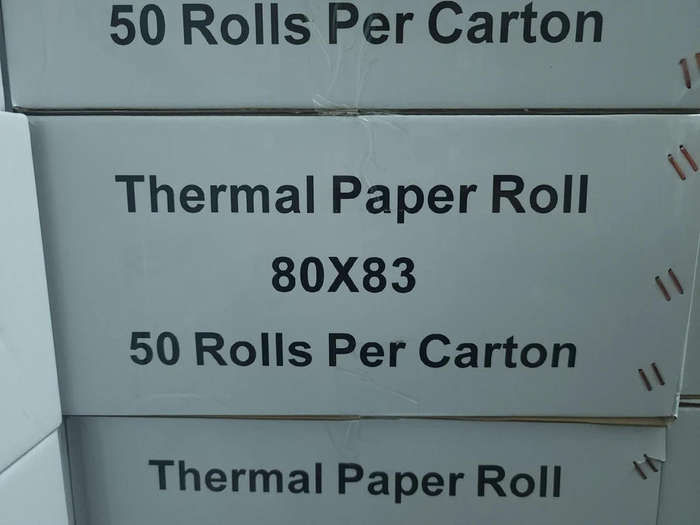 50 Rolls Per Carton
Thermal Paper Roll
80X83
50 Rolls Per Carton
Thermal Paper Roll